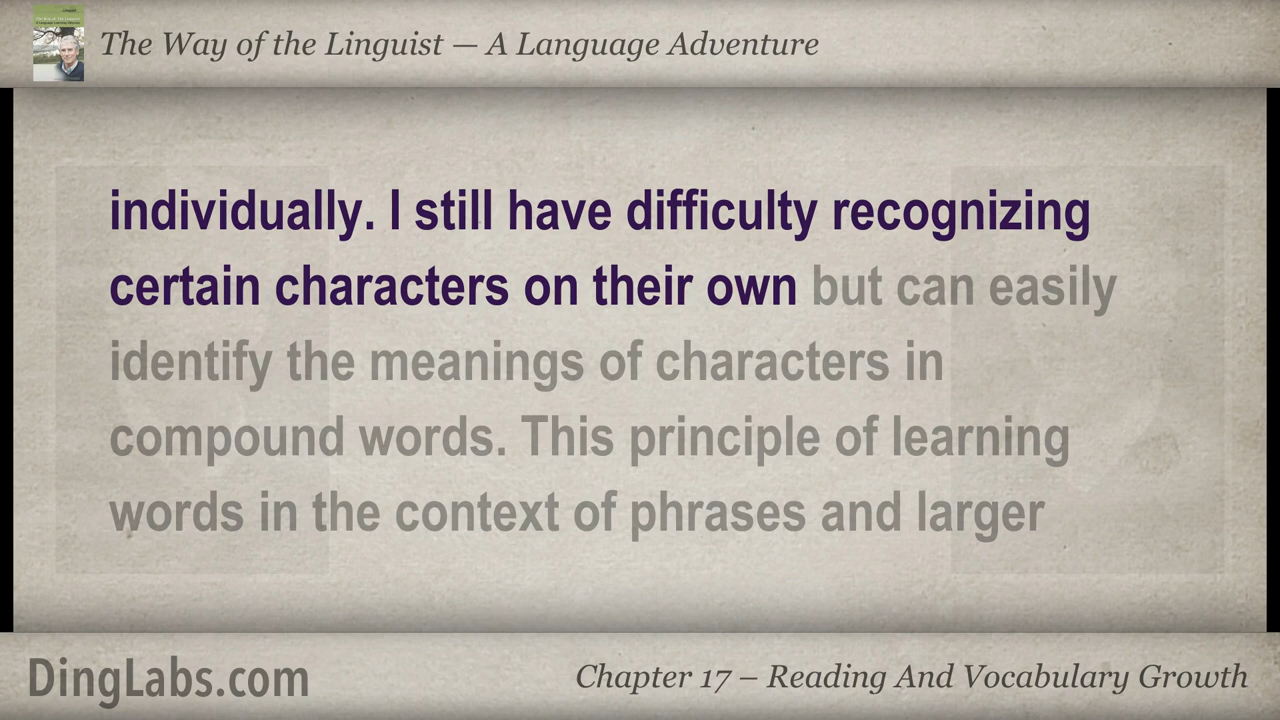 The Way of the Linguist — A Language Adventure
individually. I still have difficulty recognizing
certain characters on their own but can easily
identify the meanings of characters in
compound words. This principle of learning
words in the context of phrases and larger
DingLabs.com
Chapter 17 – Reading And Vocabulary Growth